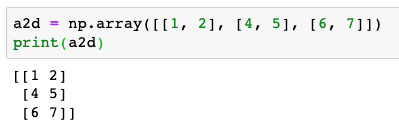 a2d = np.array([[1, 2], [4, 5], [6, 7]])
print(a2d)
[[1 2]
 [4 5]
 [6 7]]